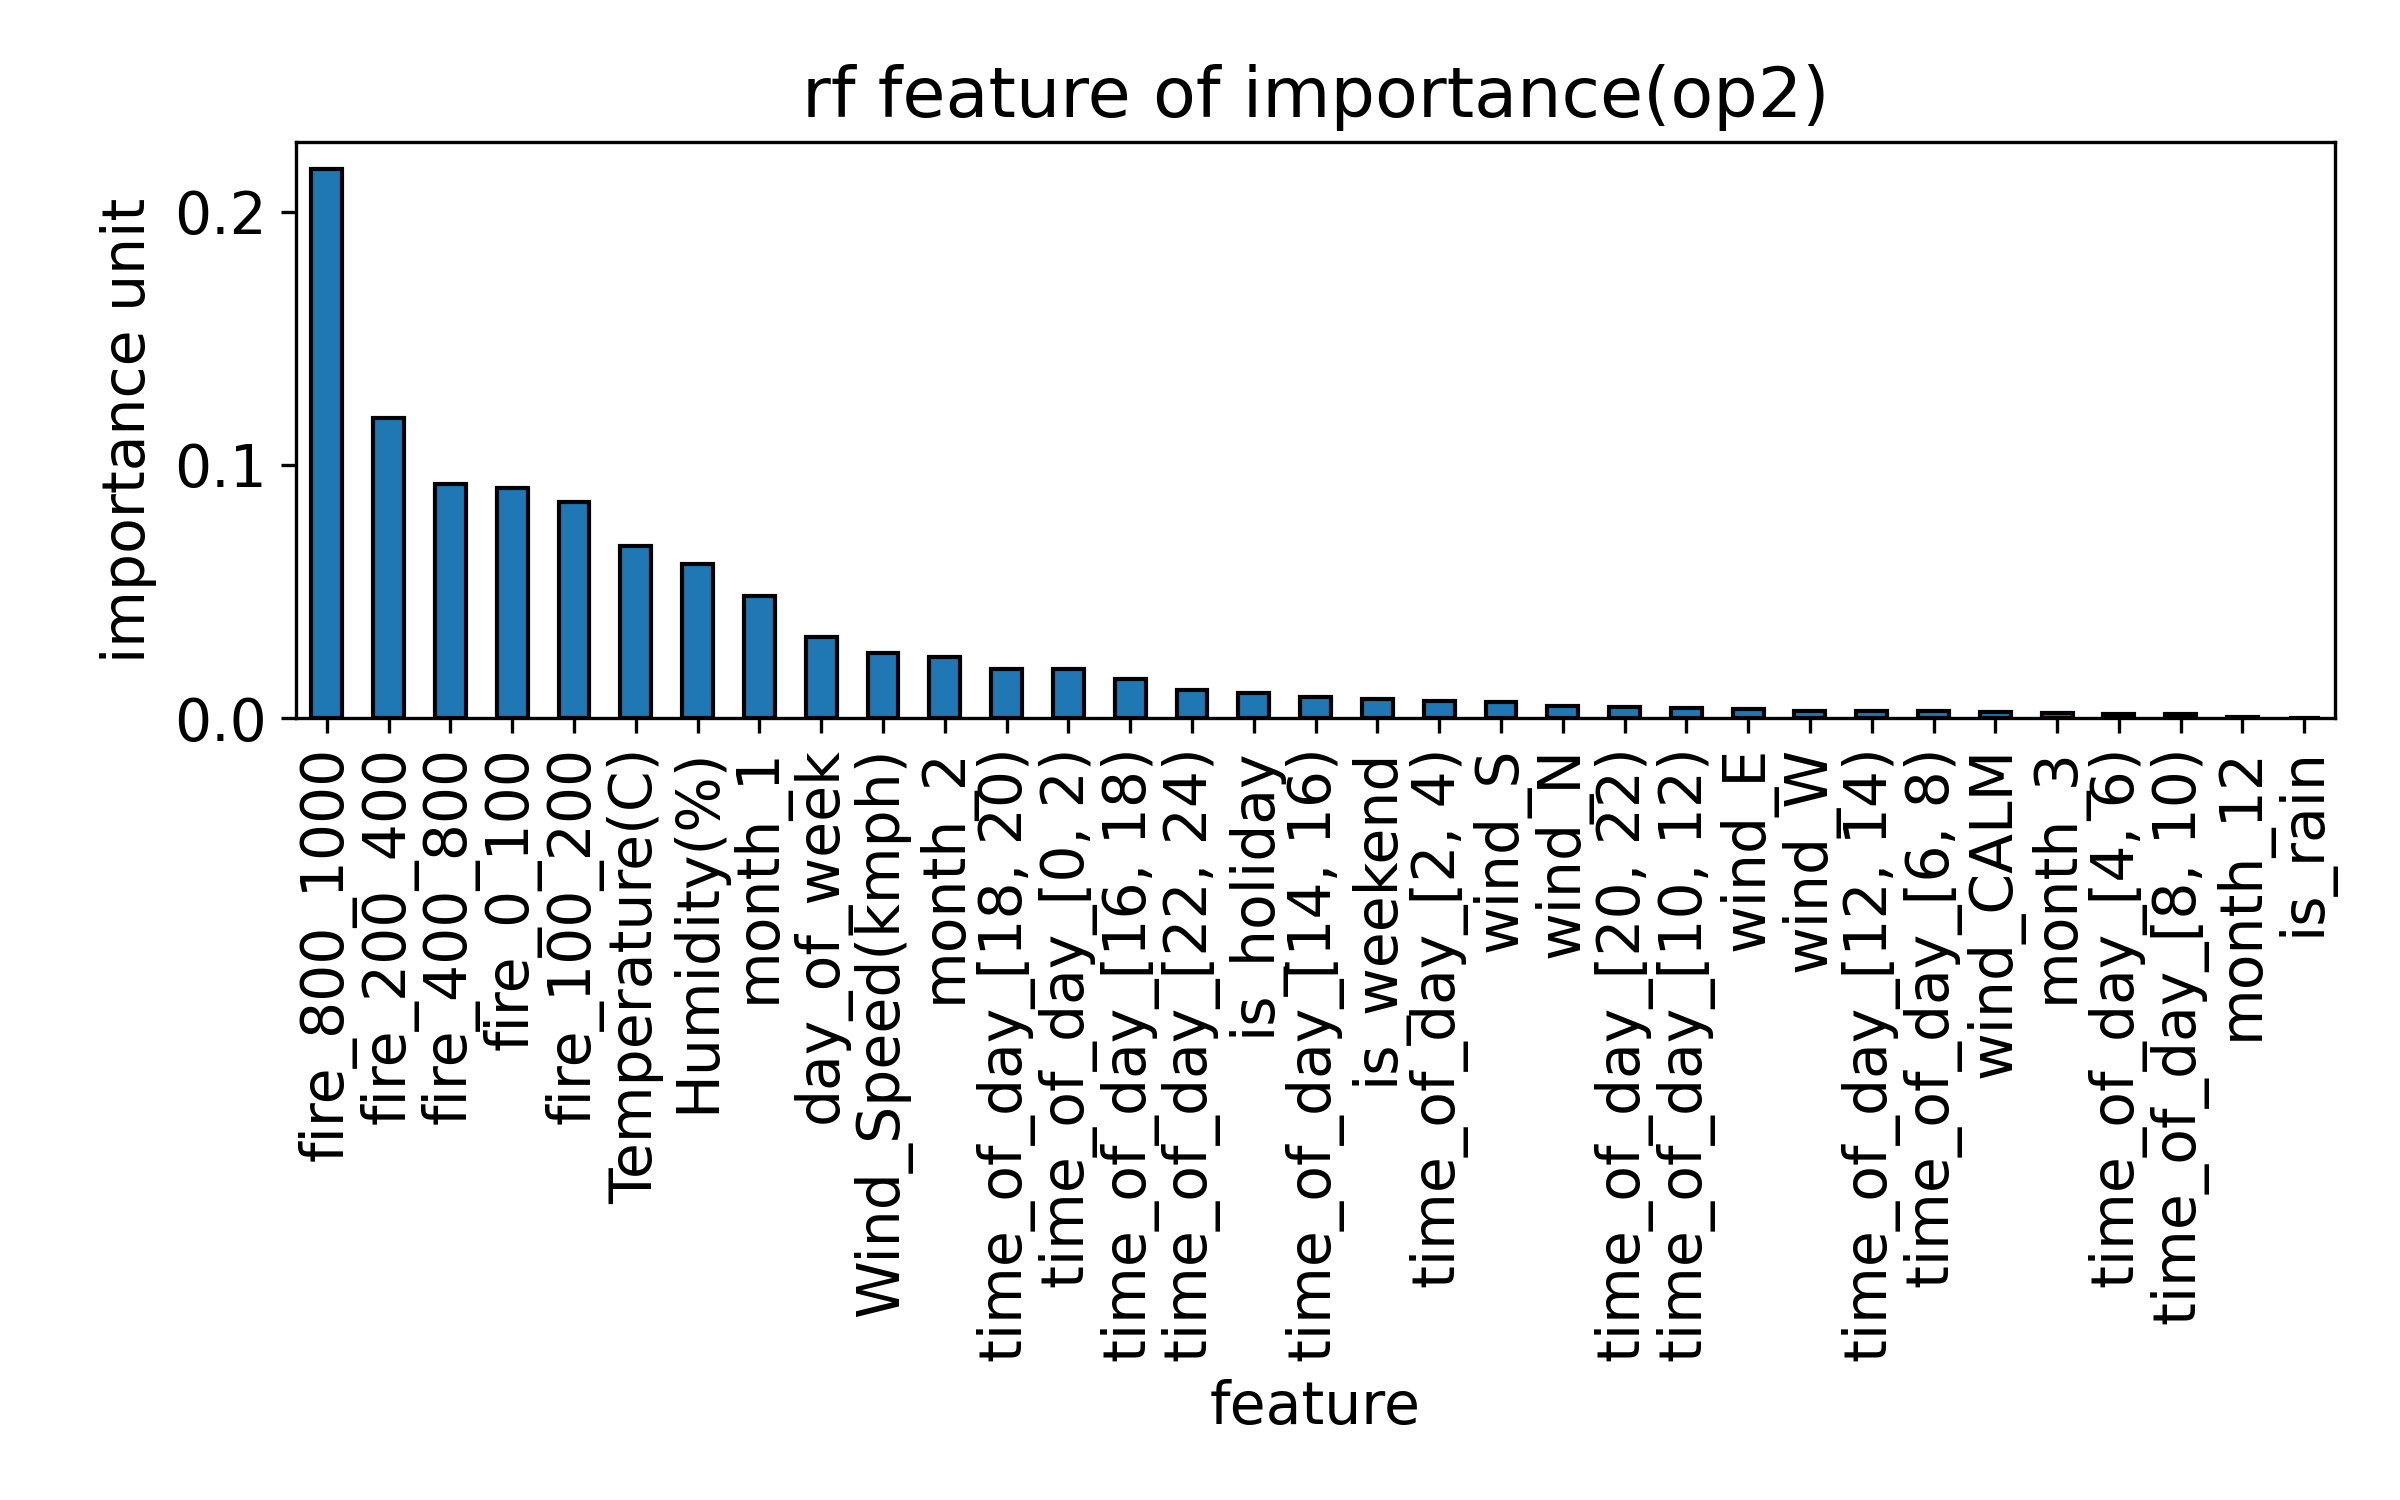 rf feature of importance(op2)
importance unit
0.2
0.1
0.0
fire_800_1000
fire_200_400
fire_400_800
fire_0_100
fire_100_200
Temperature(C)
Humidity(%)
month_1
day_of_week
Wind_Speed(kmph)
month_2
time_of_day_[18, 20)
time_of_day_[0, 2)
time_of_day_[16, 18)
time_of_day_[22, 24)
is_holiday
time_of_day_[14, 16)
is_weekend
time_of_day_[2, 4)
wind_S
wind_N
time_of_day_[20, 22)
time_of_day_[10, 12)
wind_E
wind_W
time_of_day_[12, 14)
time_of_day_[6, 8)
wind_CALM
month_3
time_of_day_[4, 6)
time_of_day_[8, 10)
month_12
is_rain
feature